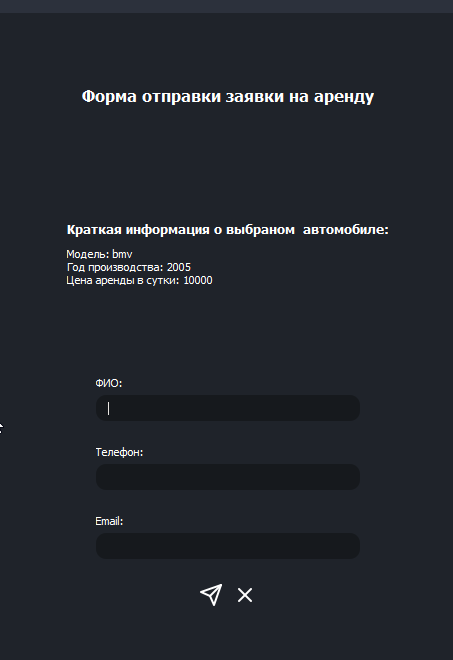 Форма отправки заявки на аренду
Краткая информация о выбраном автомобиле:
Модель: bmv
Год производства: 2005
Цена аренды в сутки: 10000
ФИО:
Телефон:
Email: